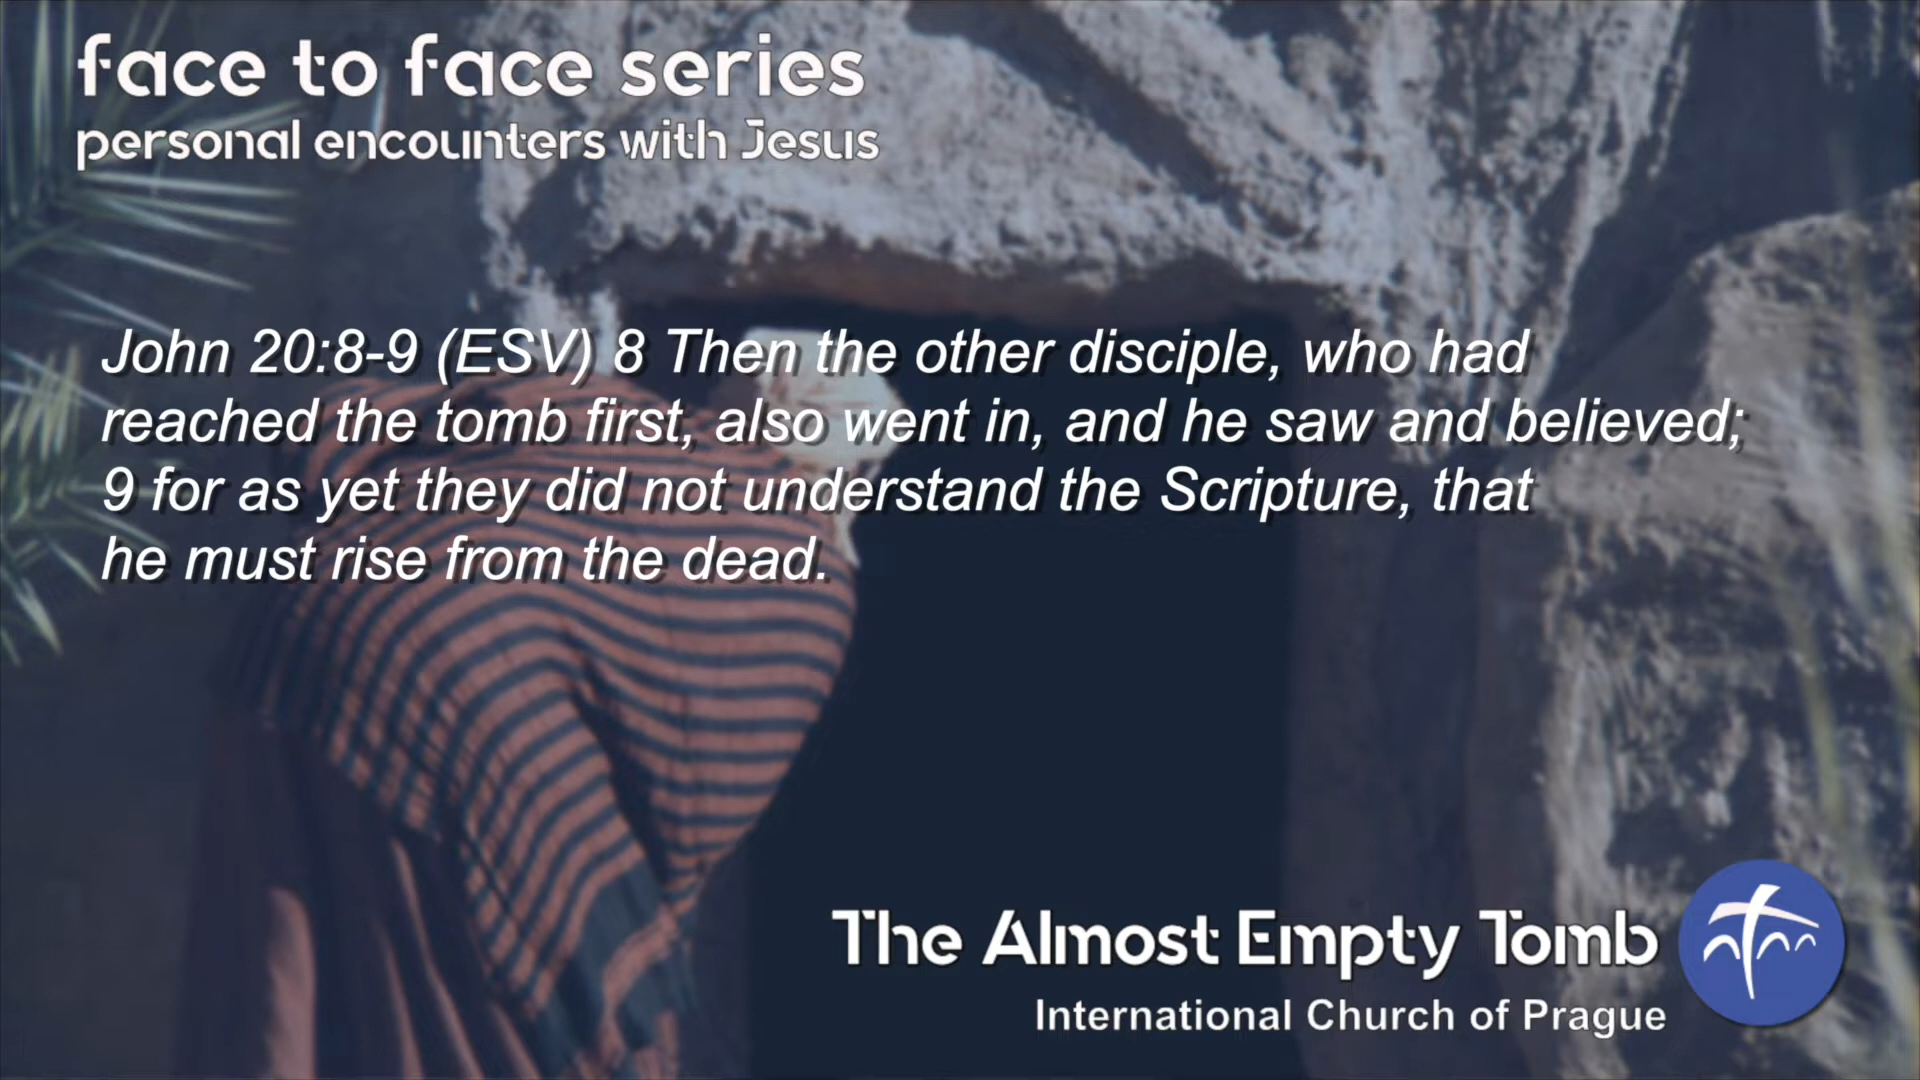 face to face series
personal encounters with Jesus
John 20:8-9 (ESV) 8 Then the other disciple, who had
reached the tomb first, also went in, and he saw and believed;
9 for as yet they did not understand the Scripture, that
he must rise from the dead.
The Almost Empty Tomb
International Church of Prague